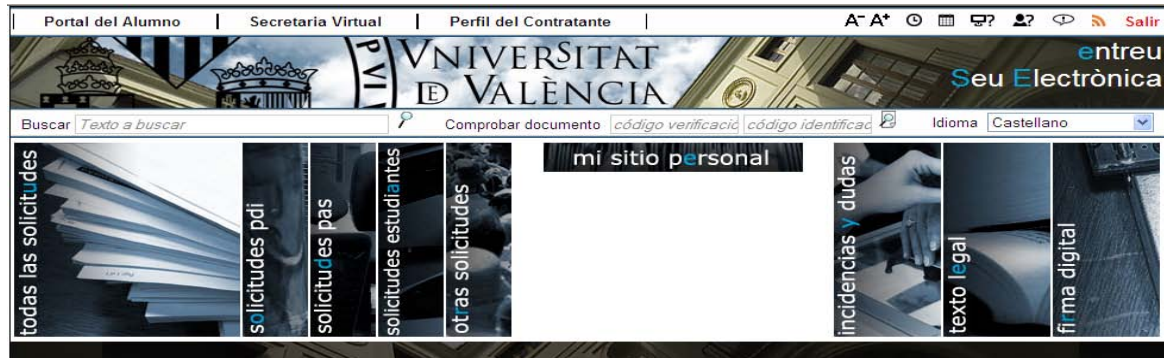 Portal del Alumno | Secretaria Virtual | Perfil del Contratante | A- A+ Salir
VNIVERSITAT
DE VALÈNCIA
entreu
Seu Electrònica
Buscar Texto a buscar Comprobar documento código verificacic código identificac Idioma Castellano
todas las solicitudes
solicitudes pdi
solicitudes pas
solicitudes estudiantes
otras solicitudes
mi sitio personal
incidencias y dudas
texto legal
firma digital